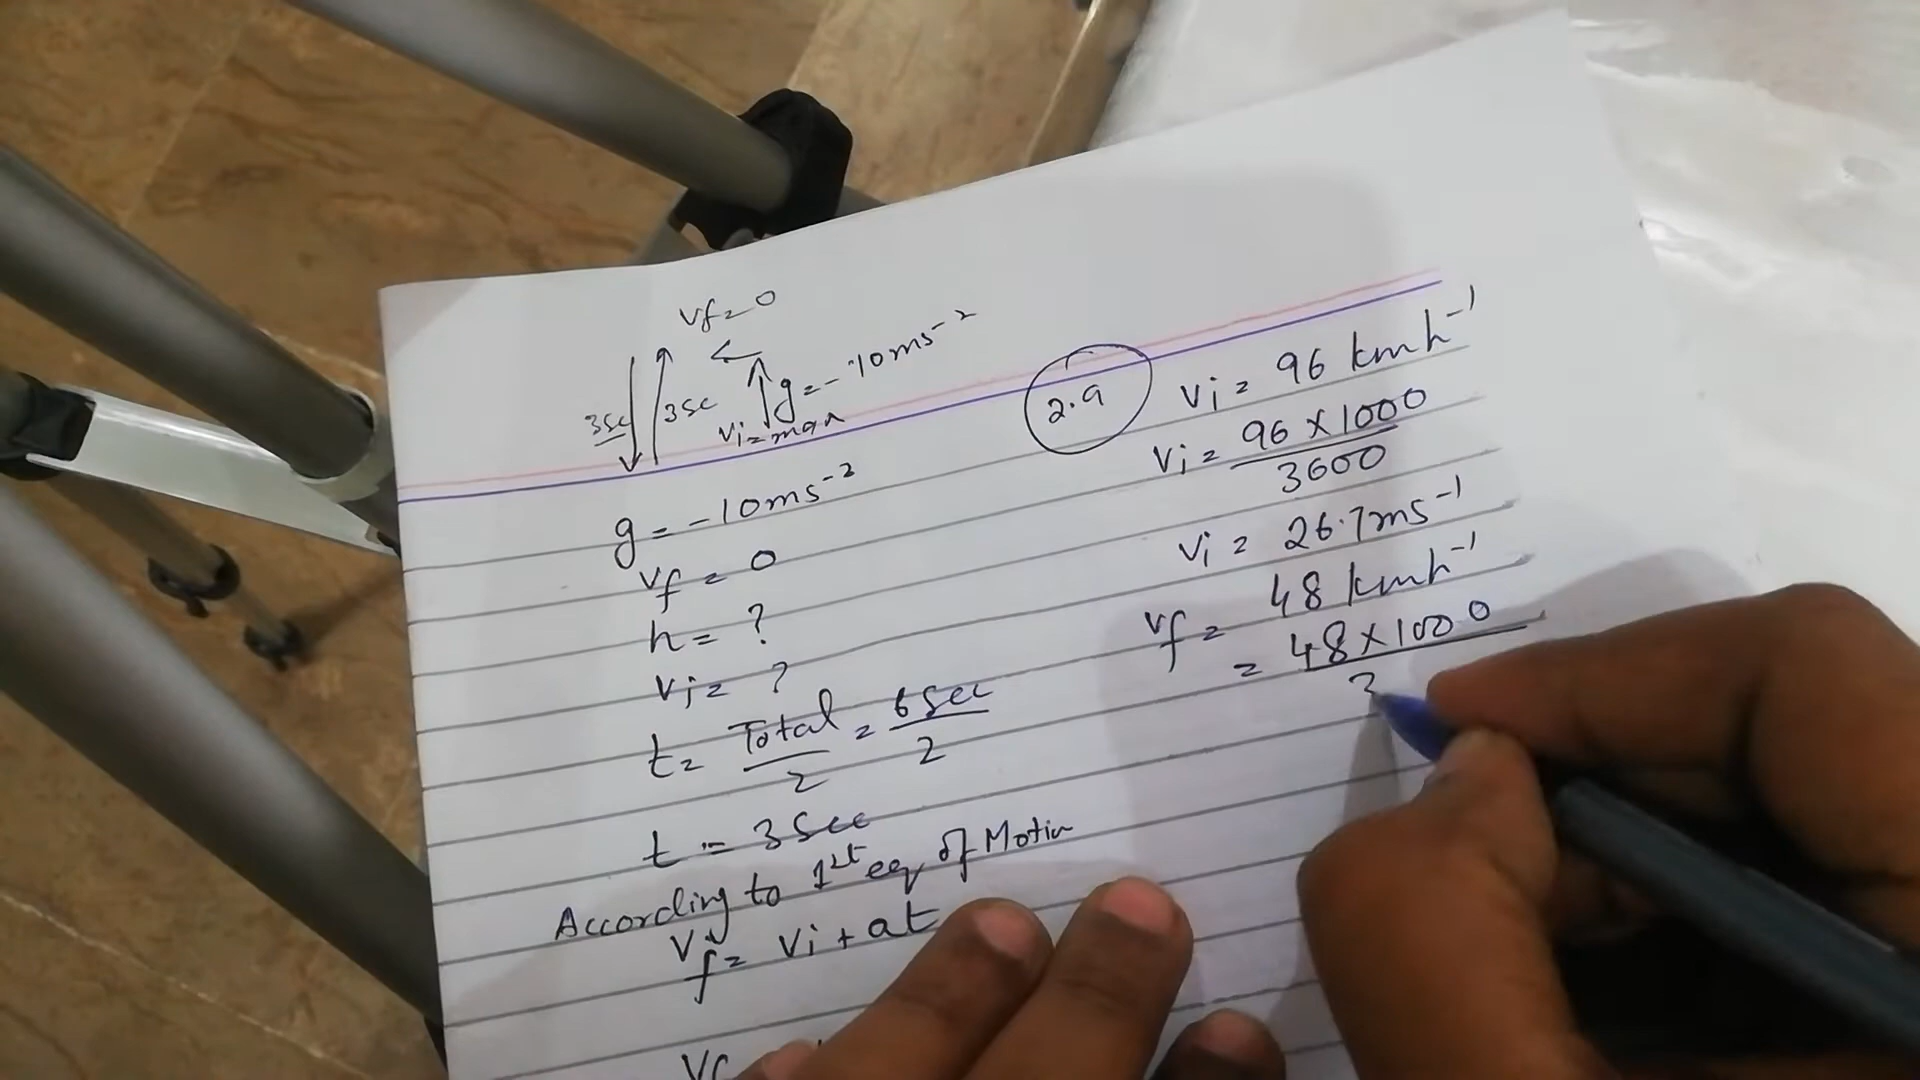 vf = 0
3Sec
3Sec
g = -10ms⁻²
vi = max
g = -10ms⁻²
vf = 0
h = ?
vi = ?
t = Total/2 = 6Sec/2
t = 3Sec
According to 1st eq of Motin
Vf = Vi + at
2.9
Vi = 96 kmh⁻¹
Vi = 96 × 1000
3600
Vi = 26.7ms⁻¹
vf = 48 kmh⁻¹
= 48 × 1000
3